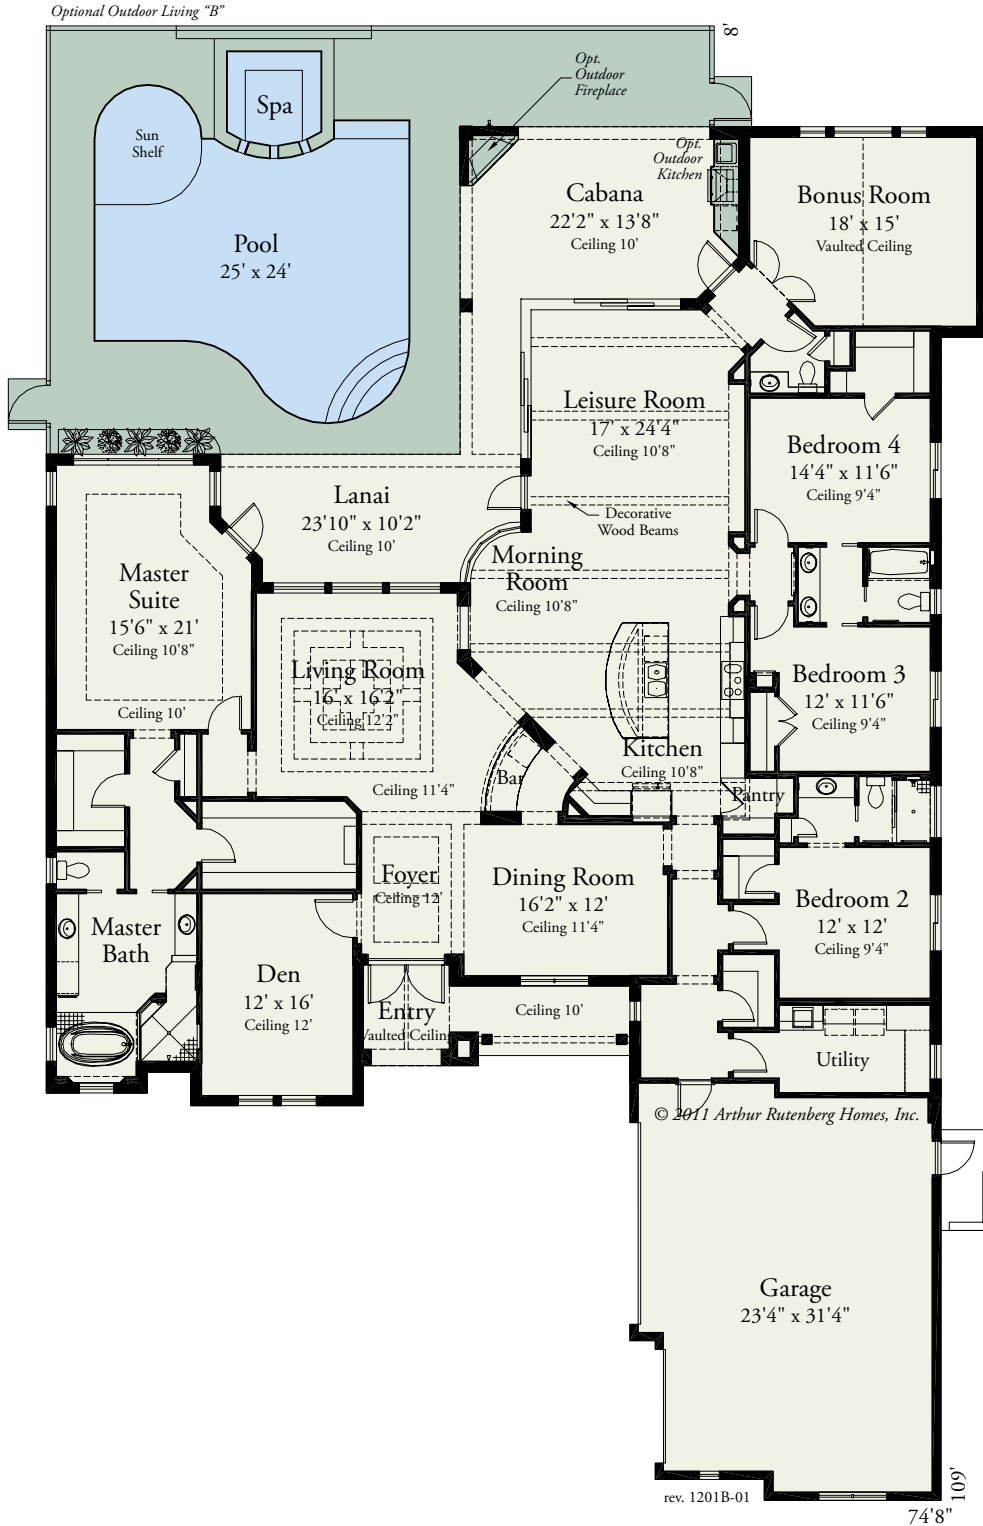 Optional Outdoor Living “B”
8'
Opt.
Outdoor
Fireplace
Spa
Sun
Shelf
Pool
25' x 24'
Cabana
22'2" x 13'8"
Ceiling 10'
Opt.
Outdoor
Kitchen
Bonus Room
18' x 15'
Vaulted Ceiling
Leisure Room
17' x 24'4"
Ceiling 10'8"
Bedroom 4
14'4" x 11'6"
Ceiling 9'4"
Lanai
23'10" x 10'2"
Ceiling 10'
Decorative
Wood Beams
Morning
Room
Ceiling 10'8"
Master
Suite
15'6" x 21'
Ceiling 10'8"
Ceiling 10'
Living Room
16' x 16'2"
Ceiling 12'2"
Ceiling 11'4"
Bedroom 3
12' x 11'6"
Ceiling 9'4"
Kitchen
Ceiling 10'8"
Bar
Pantry
Foyer
Ceiling 12'
Dining Room
16'2" x 12'
Ceiling 11'4"
Bedroom 2
12' x 12'
Ceiling 9'4"
Master
Bath
Den
12' x 16'
Ceiling 12'
Entry
Vaulted Ceiling
Ceiling 10'
Utility
© 2011 Arthur Rutenberg Homes, Inc.
Garage
23'4" x 31'4"
rev. 1201B-01
109'
74'8"